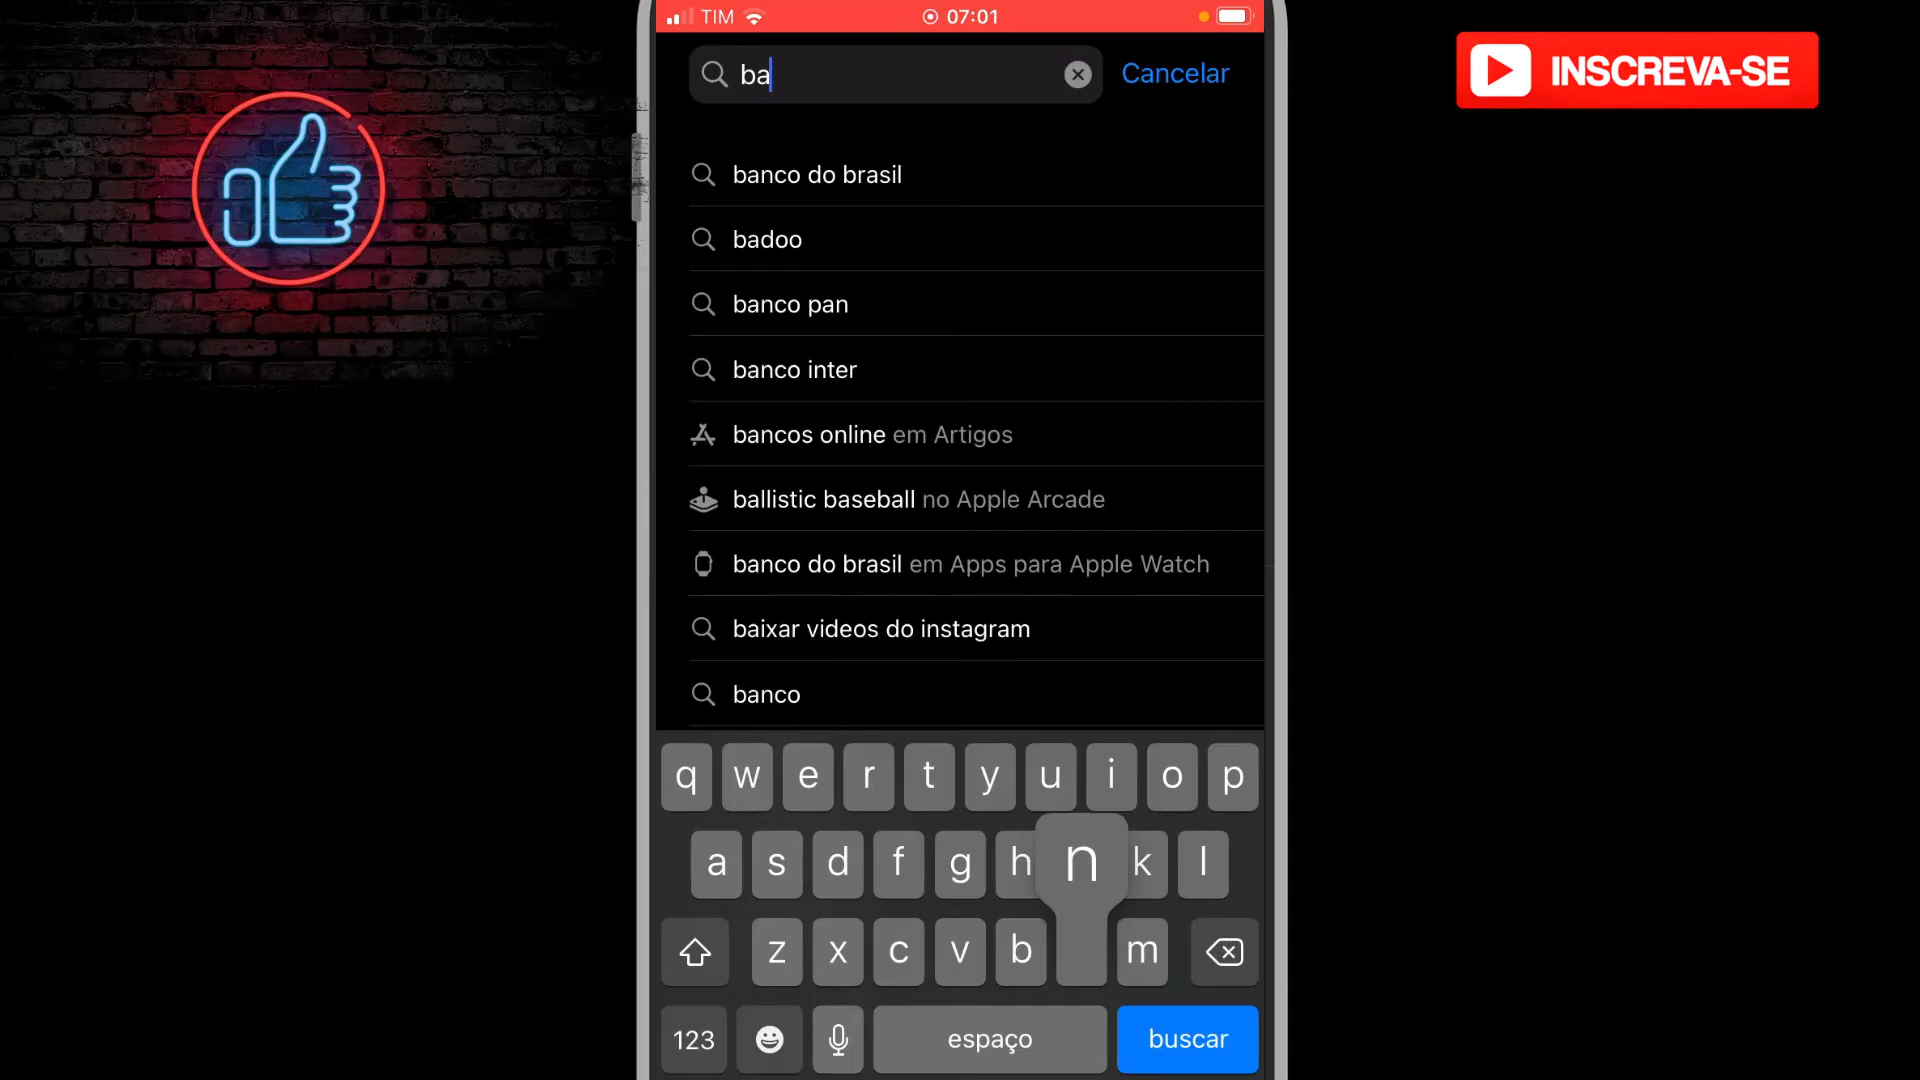 TIM
07:01
ba
Cancelar
INSCREVA-SE
banco do brasil
badoo
banco pan
banco inter
bancos online em Artigos
ballistic baseball no Apple Arcade
banco do brasil em Apps para Apple Watch
baixar videos do instagram
banco
q w e r t y u i o p
a s d f g h n k l
z x c v b m
123 espaço buscar